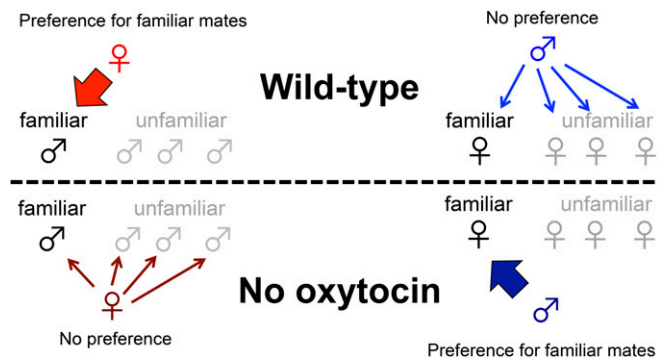 Preference for familiar mates
No preference
Wild-type
familiar
unfamiliar
familiar
unfamiliar
familiar
unfamiliar
familiar
unfamiliar
No oxytocin
No preference
Preference for familiar mates